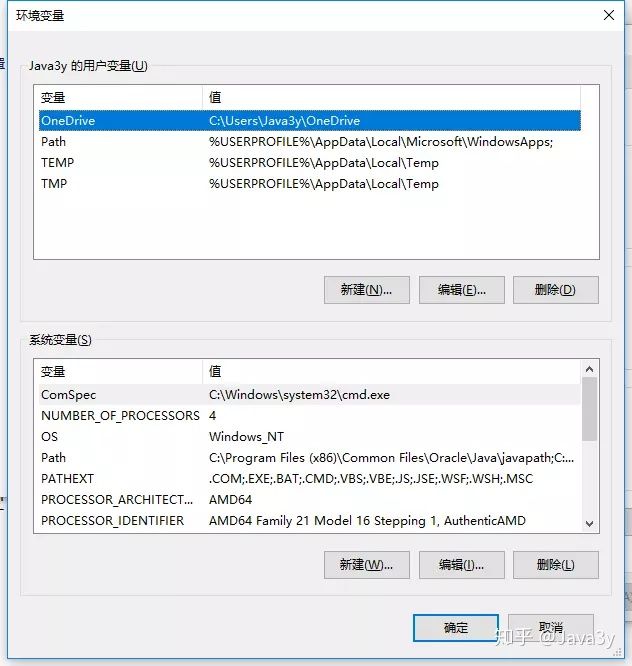 环境变量
Java3y 的用户变量(U)
变量 值
OneDrive C:\Users\Java3y\OneDrive
Path %USERPROFILE%\AppData\Local\Microsoft\WindowsApps;
TEMP %USERPROFILE%\AppData\Local\Temp
TMP %USERPROFILE%\AppData\Local\Temp
新建(N)... 编辑(E)... 删除(D)
系统变量(S)
变量 值
ComSpec C:\Windows\system32\cmd.exe
NUMBER_OF_PROCESSORS 4
OS Windows_NT
Path C:\Program Files (x86)\Common Files\Oracle\Java\javapath;C:...
PATHEXT .COM;.EXE;.BAT;.CMD;.VBS;.VBE;.JS;.JSE;.WSF;.WSH;.MSC
PROCESSOR_ARCHITECT... AMD64
PROCESSOR_IDENTIFIER AMD64 Family 21 Model 16 Stepping 1, AuthenticAMD
新建(W)... 编辑(I)... 删除(L)
确定 取消
知乎 @Java3y